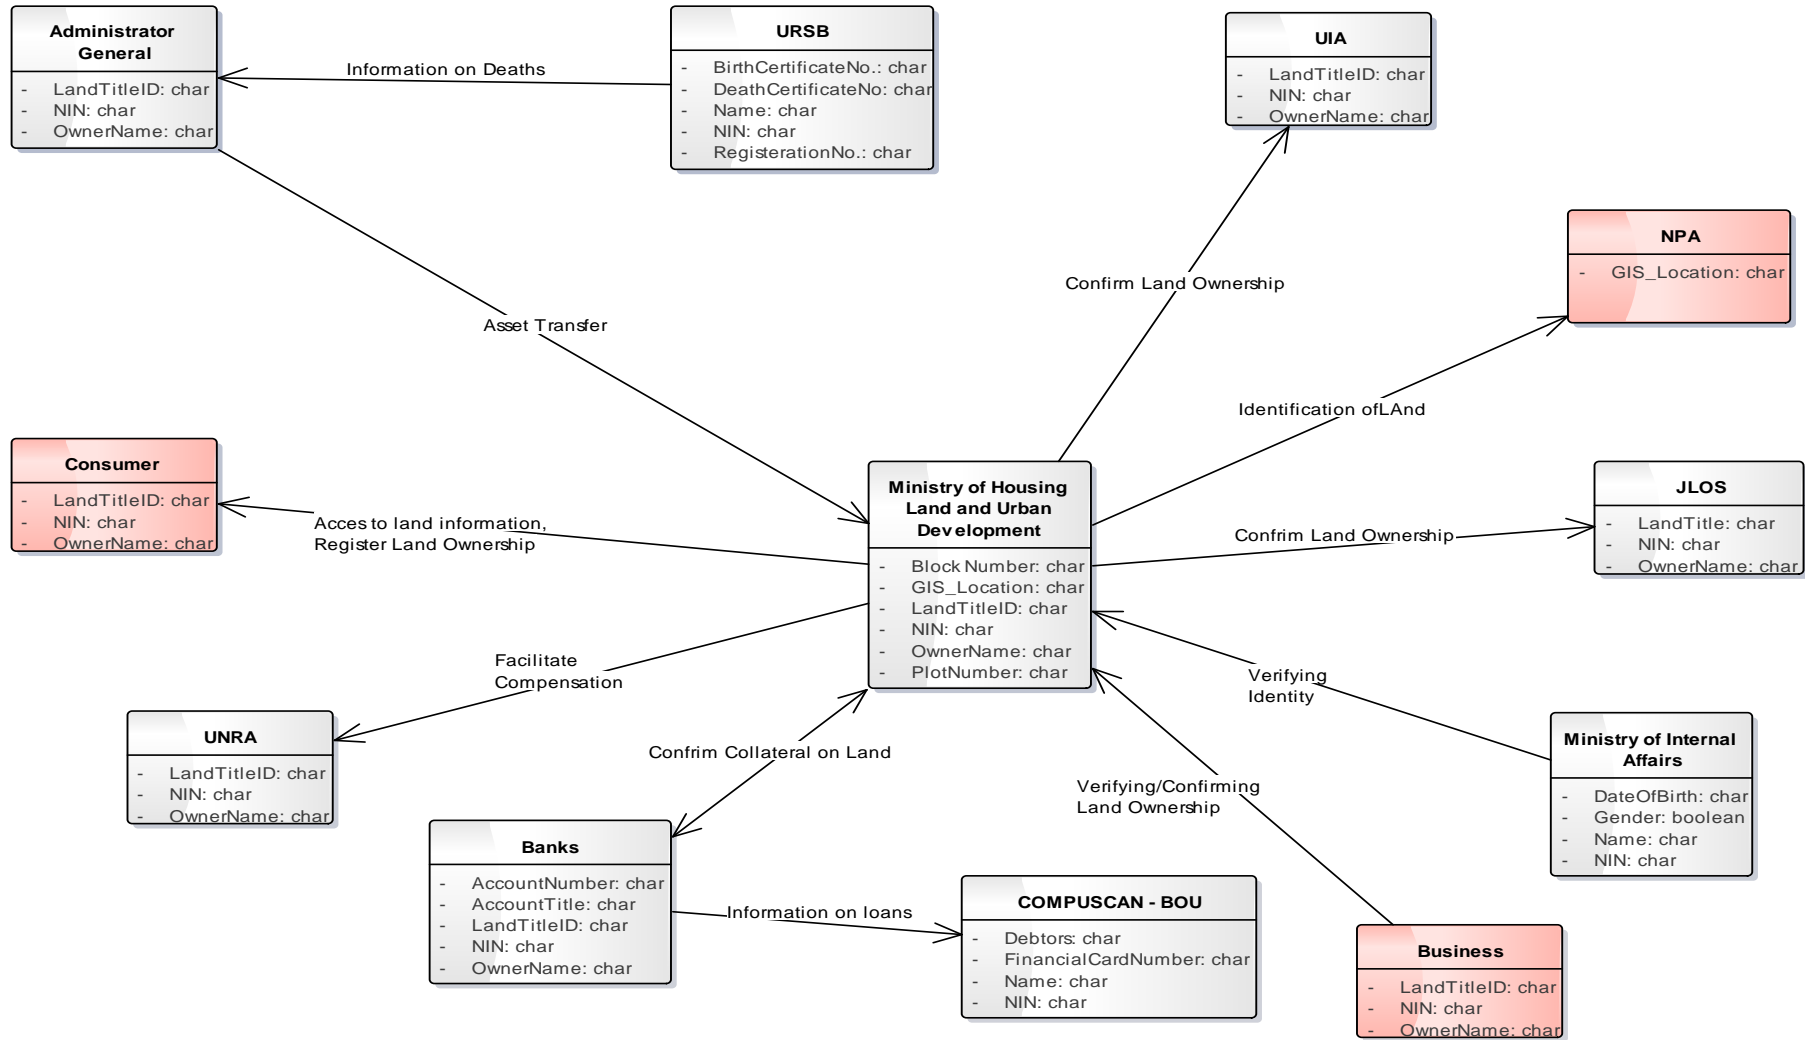 Administrator
General
- LandTitleID: char
- NIN: char
- OwnerName: char
Information on Deaths
URSB
- BirthCertificateNo.: char
- DeathCertificateNo: char
- Name: char
- NIN: char
- RegisterationNo.: char
UIA
- LandTitleID: char
- NIN: char
- OwnerName: char
NPA
- GIS_Location: char
Confirm Land Ownership
Asset Transfer
Identification ofLAnd
Consumer
- LandTitleID: char
- NIN: char
- OwnerName: char
Acces to land information,
Register Land Ownership
Ministry of Housing
Land and Urban
Development
- Block Number: char
- GIS_Location: char
- LandTitleID: char
- NIN: char
- OwnerName: char
- PlotNumber: char
Confrim Land Ownership
JLOS
- LandTitle: char
- NIN: char
- OwnerName: char
Facilitate
Compensation
Verifying
Identity
UNRA
- LandTitleID: char
- NIN: char
- OwnerName: char
Confrim Collateral on Land
Verifying/Confirming
Land Ownership
Ministry of Internal
Affairs
- DateOfBirth: char
- Gender: boolean
- Name: char
- NIN: char
Banks
- AccountNumber: char
- AccountTitle: char
- LandTitleID: char
- NIN: char
- OwnerName: char
Information on loans
COMPUSCAN - BOU
- Debtors: char
- FinancialCardNumber: char
- Name: char
- NIN: char
Business
- LandTitleID: char
- NIN: char
- OwnerName: char